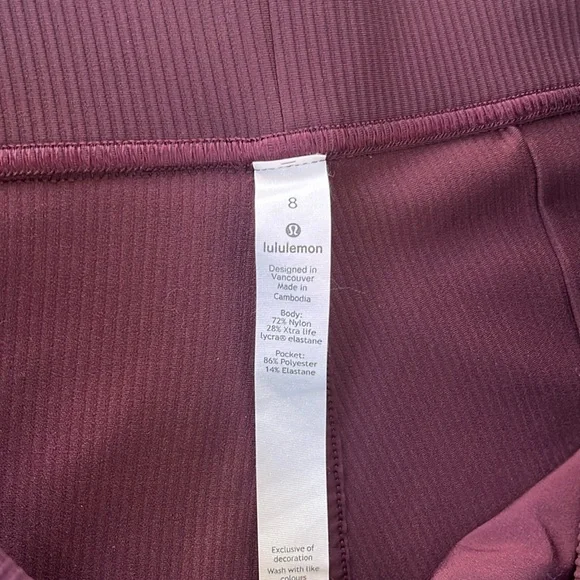 8
lululemon
Designed in
Vancouver
Made in
Cambodia
Body:
72% Nylon
28% Xtra life
lycra® elastane
Pocket:
86% Polyester
14% Elastane
Exclusive of
decoration
Wash with like
colours